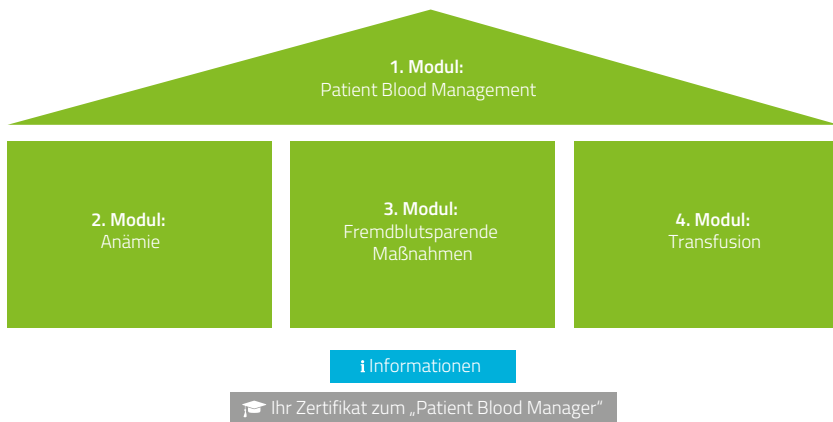 1. Modul:
Patient Blood Management
2. Modul:
Anämie
3. Modul:
Fremdblutsparende
Maßnahmen
4. Modul:
Transfusion
i Informationen
Ihr Zertifikat zum „Patient Blood Manager“